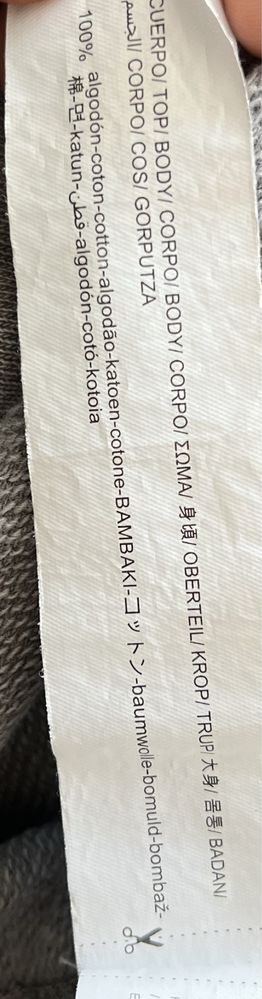 CUERPO/ TOP/ BODY/ CORPO/ BODY/ CORPO/ ΣΩΜΑ/ 身頃/ OBERTEIL/ KROP/ TRUP/ 大身/ 몸통/ BADAN/
الجسم/ CORPO/ COS/ GORPUTZA
100% algodón-coton-cotton-algodão-katoen-cotone-BAMBAKI-コットン-baumwolle-bomuld-bombaž-
棉-면-katun-قطن-algodón-cotó-kotoia